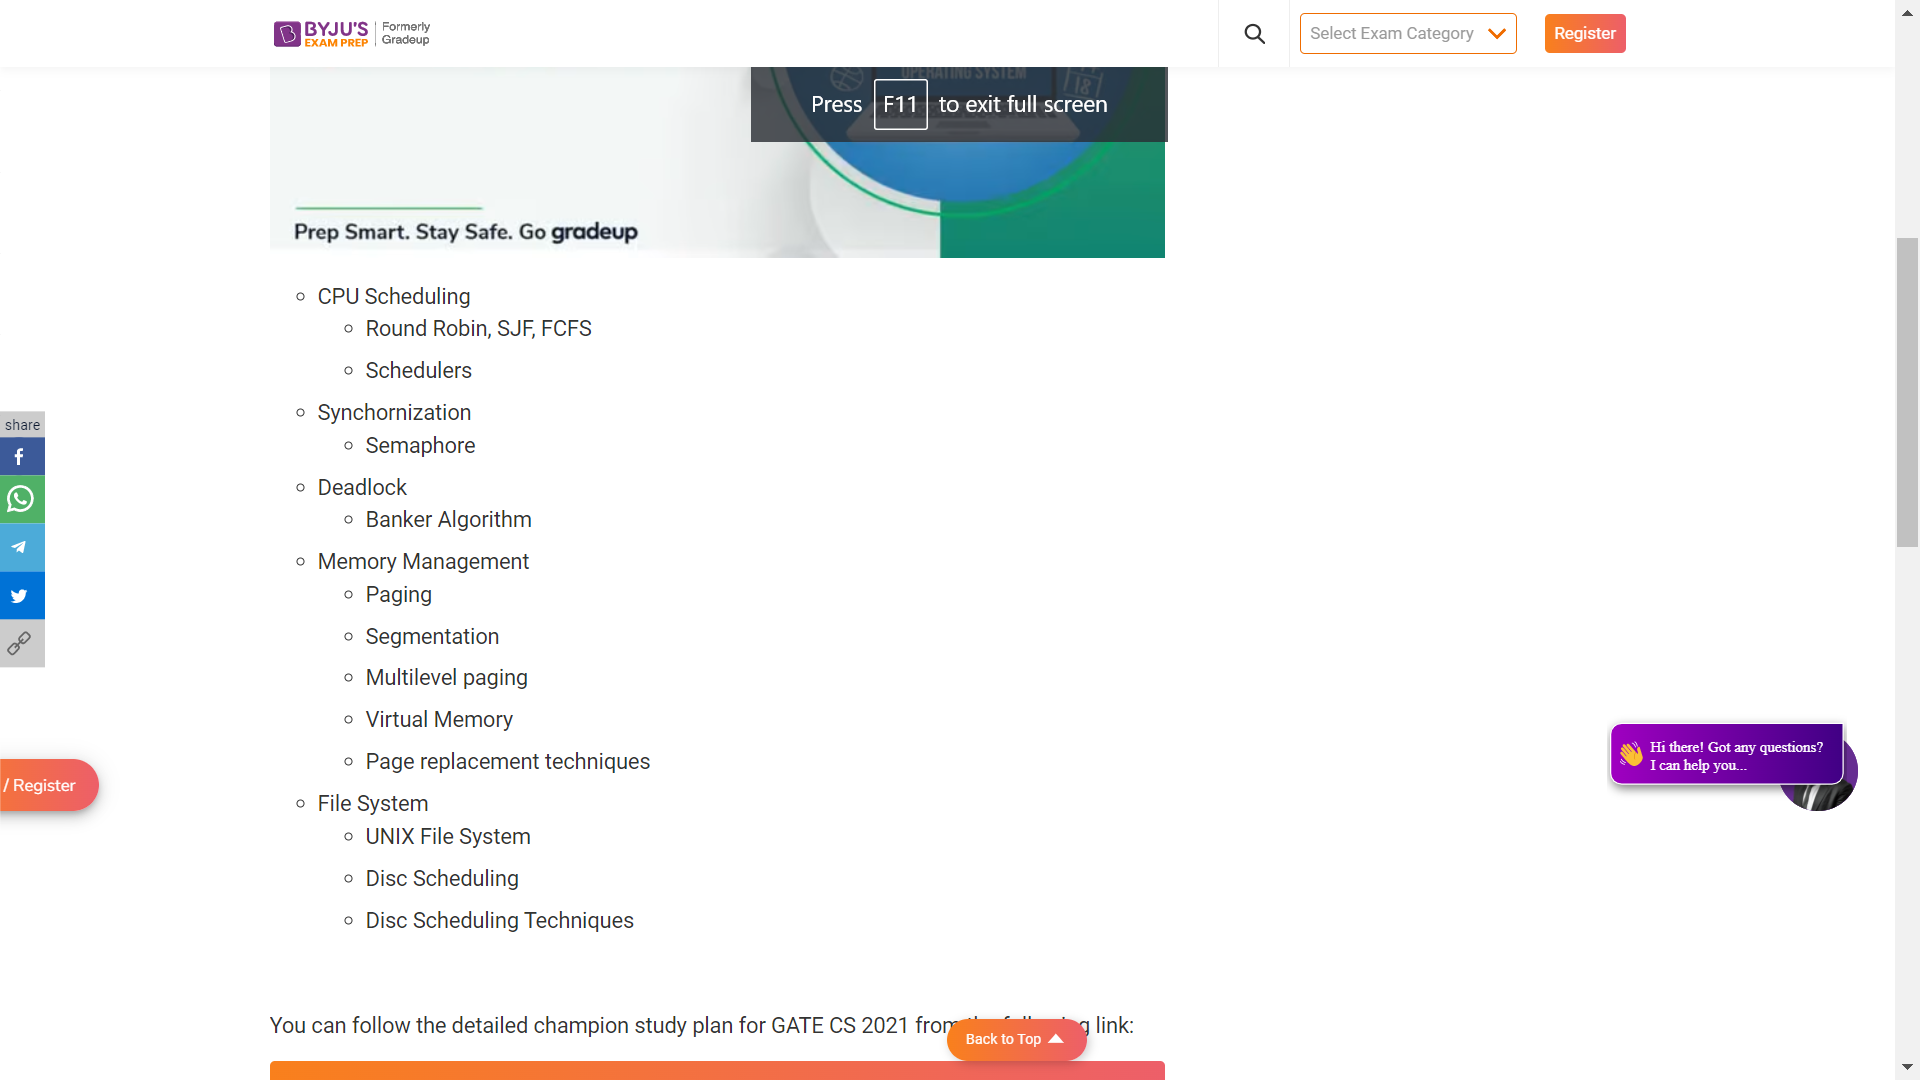 BYJU'S
EXAM PREP
Formerly
Gradeup
Select Exam Category
Register
OPERATING SYSTEM
18
Press F11 to exit full screen
Prep Smart. Stay Safe. Go gradeup
CPU Scheduling
Round Robin, SJF, FCFS
Schedulers
Synchornization
Semaphore
Deadlock
Banker Algorithm
Memory Management
Paging
Segmentation
Multilevel paging
Virtual Memory
Page replacement techniques
File System
UNIX File System
Disc Scheduling
Disc Scheduling Techniques
share
/ Register
Hi there! Got any questions?
I can help you...
You can follow the detailed champion study plan for GATE CS 2021 from link:
Back to Top